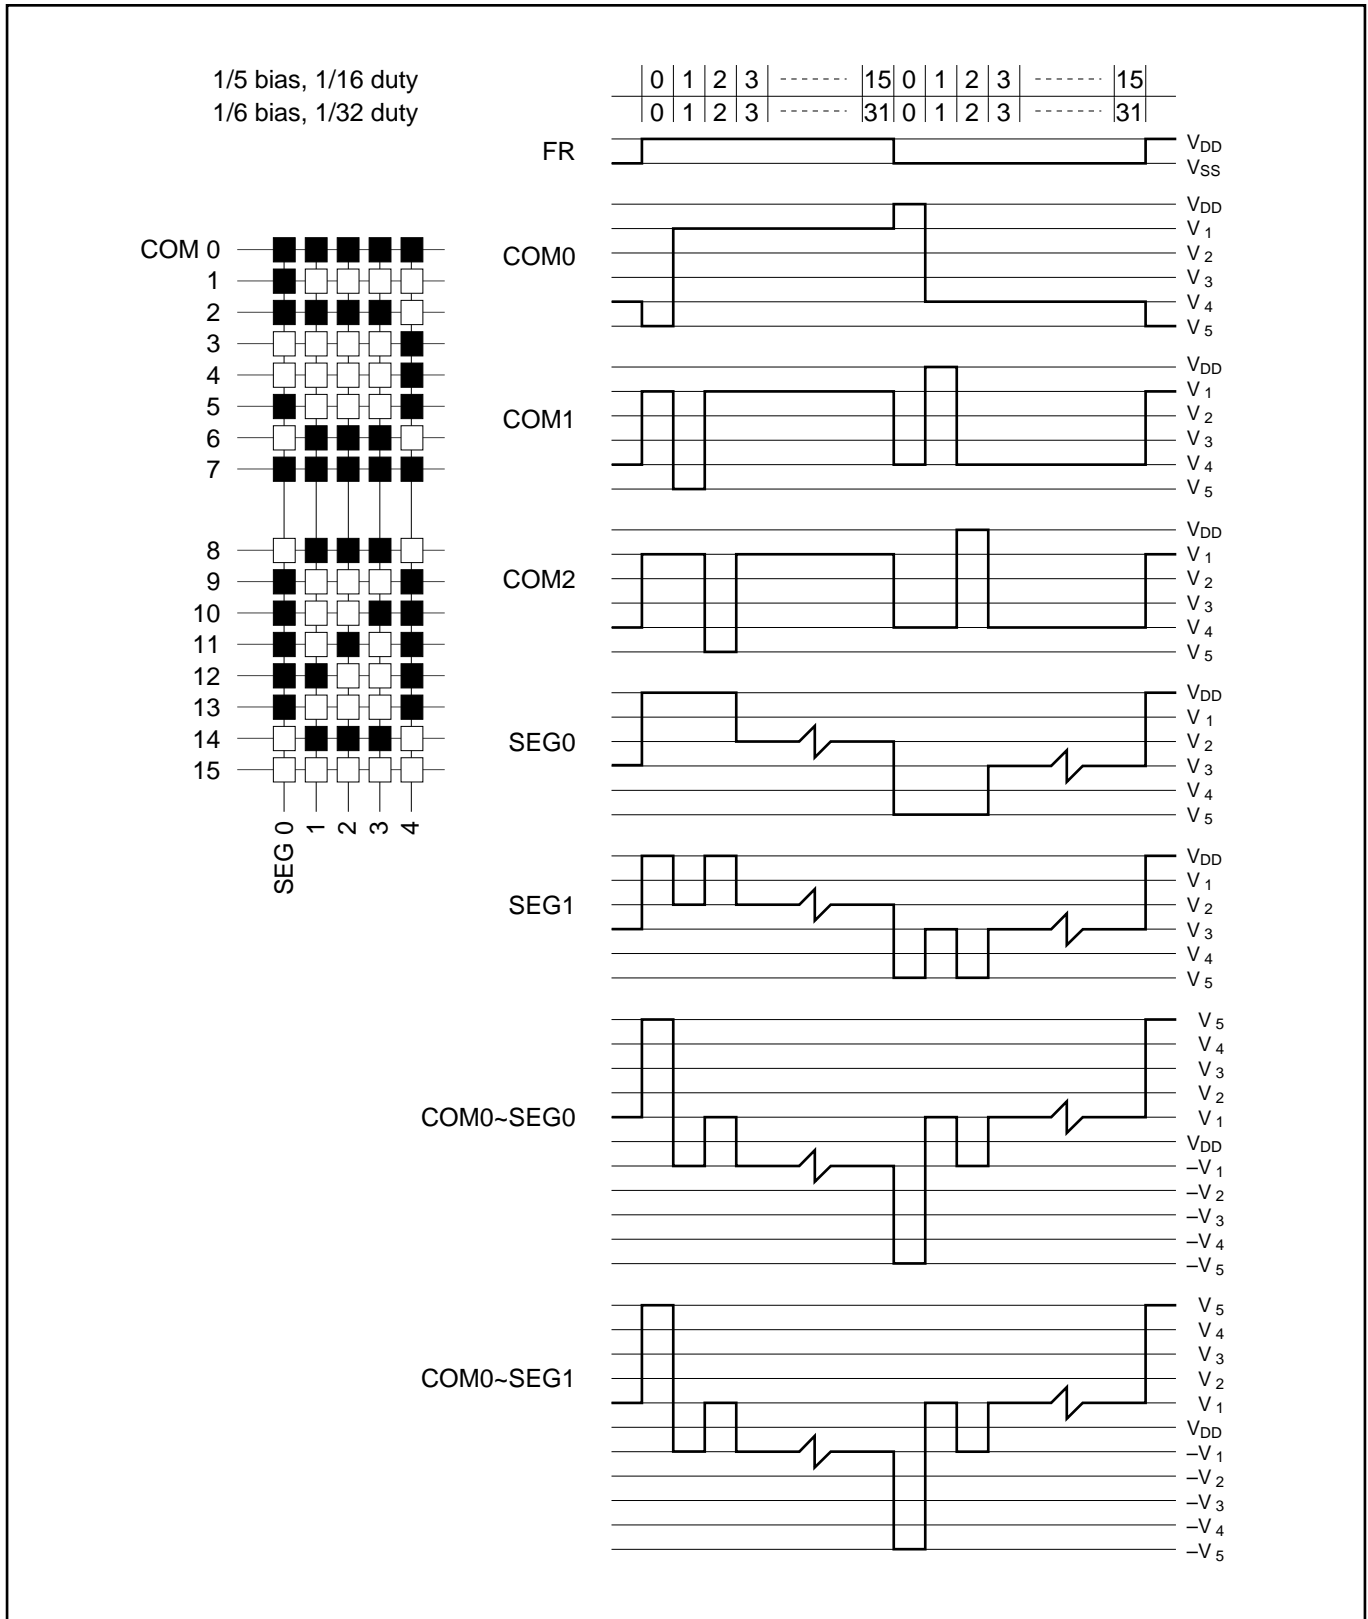 1/5 bias, 1/16 duty
0 1 2 3 15 0 1 2 3 15
1/6 bias, 1/32 duty
0 1 2 3 31 0 1 2 3 31
FR
VDD
VSS
COM 0
1
2
3
4
5
6
7
8
9
10
11
12
13
14
15
SEG 0
1
2
3
4
COM0
VDD
V1
V2
V3
V4
V5
COM1
VDD
V1
V2
V3
V4
V5
COM2
VDD
V1
V2
V3
V4
V5
SEG0
VDD
V1
V2
V3
V4
V5
SEG1
VDD
V1
V2
V3
V4
V5
COM0~SEG0
V5
V4
V3
V2
V1
VDD
–V1
–V2
–V3
–V4
–V5
COM0~SEG1
V5
V4
V3
V2
V1
VDD
–V1
–V2
–V3
–V4
–V5